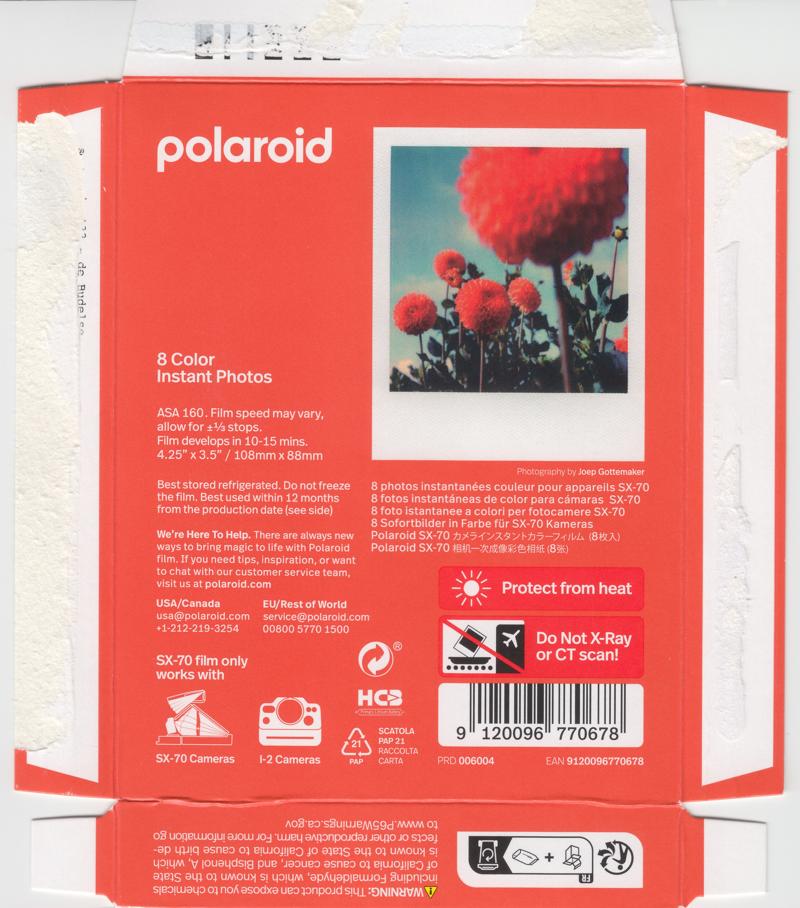 de Budelse
polaroid
8 Color
Instant Photos
ASA 160. Film speed may vary,
allow for ±⅓ stops.
Film develops in 10-15 mins.
4.25" x 3.5" / 108mm x 88mm
Best stored refrigerated. Do not freeze
the film. Best used within 12 months
from the production date (see side)
We're Here To Help. There are always new
ways to bring magic to life with Polaroid
film. If you need tips, inspiration, or want
to chat with our customer service team,
visit us at polaroid.com
USA/Canada
usa@polaroid.com
+1-212-219-3254
EU/Rest of World
service@polaroid.com
00800 5770 1500
SX-70 film only
works with
SX-70 Cameras
I-2 Cameras
®
HCB
21
PAP
SCATOLA
PAP 21
RACCOLTA
CARTA
Photography by Joep Gottemaker
8 photos instantanées couleur pour appareils SX-70
8 fotos instantáneas de color para cámaras SX-70
8 foto istantanee a colori per fotocamere SX-70
8 Sofortbilder in Farbe für SX-70 Kameras
Polaroid SX-70 カメラインスタントカラーフィルム (8枚入)
Polaroid SX-70 相机一次成像彩色相纸 (8张)
Protect from heat
Do Not X-Ray
or CT scan!
9 120096 770678
PRD 006004
EAN 9120096770678
WARNING: This product can expose you to chemicals
including Formaldehyde, which is known to the State
of California to cause cancer, and Bisphenol A, which
is known to the State of California to cause birth de-
fects or other reproductive harm. For more information go
to www.P65Warnings.ca.gov
FR
+